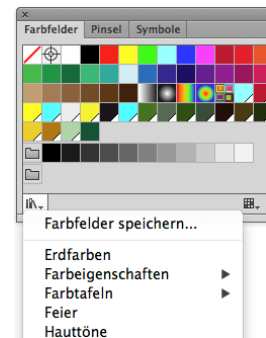 Farbfelder Pinsel Symbole
Farbfelder speichern...
Erdfarben
Farbeigenschaften
Farbtafeln
Feier
Hauttöne